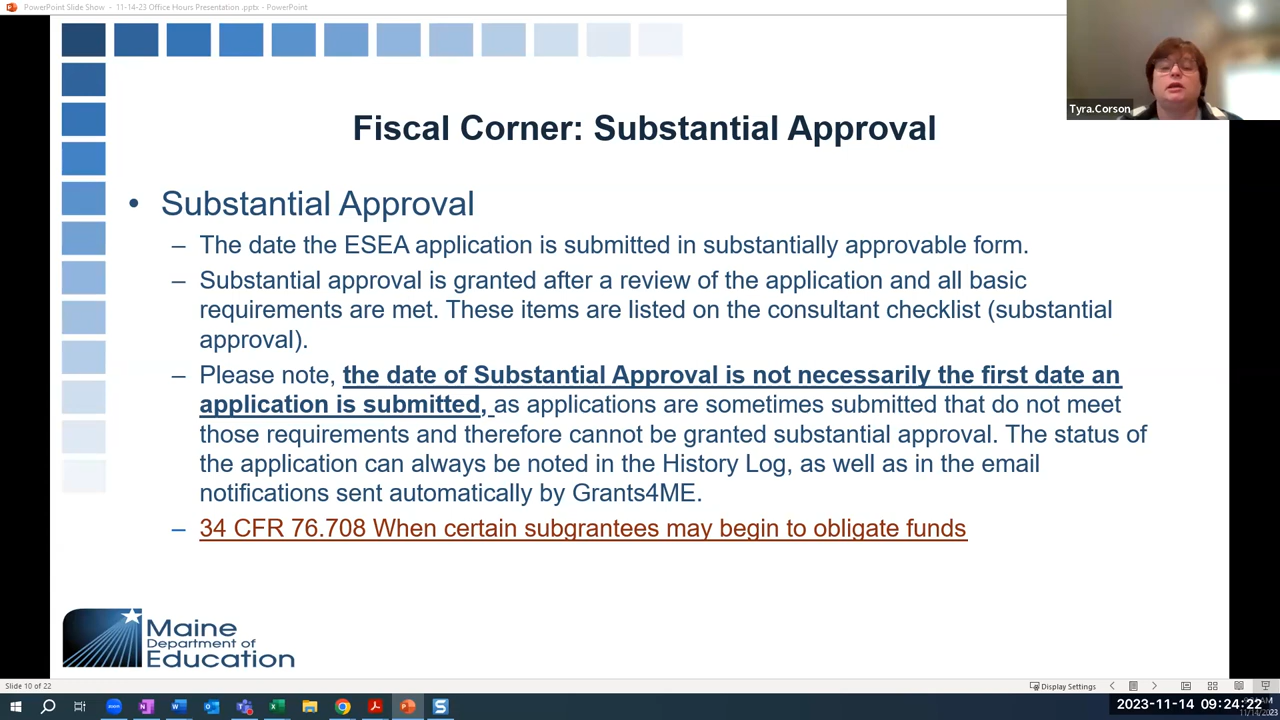 PowerPoint Slide Show - 11-14-23 Office Hours Presentation .pptx - PowerPoint
Tyra.Corson
Fiscal Corner: Substantial Approval
• Substantial Approval
– The date the ESEA application is submitted in substantially approvable form.
– Substantial approval is granted after a review of the application and all basic
requirements are met. These items are listed on the consultant checklist (substantial
approval).
– Please note, the date of Substantial Approval is not necessarily the first date an
application is submitted, as applications are sometimes submitted that do not meet
those requirements and therefore cannot be granted substantial approval. The status of
the application can always be noted in the History Log, as well as in the email
notifications sent automatically by Grants4ME.
– 34 CFR 76.708 When certain subgrantees may begin to obligate funds
Maine
Department of
Education
Slide 10 of 22
Display Settings
2023-11-14 09:24:22